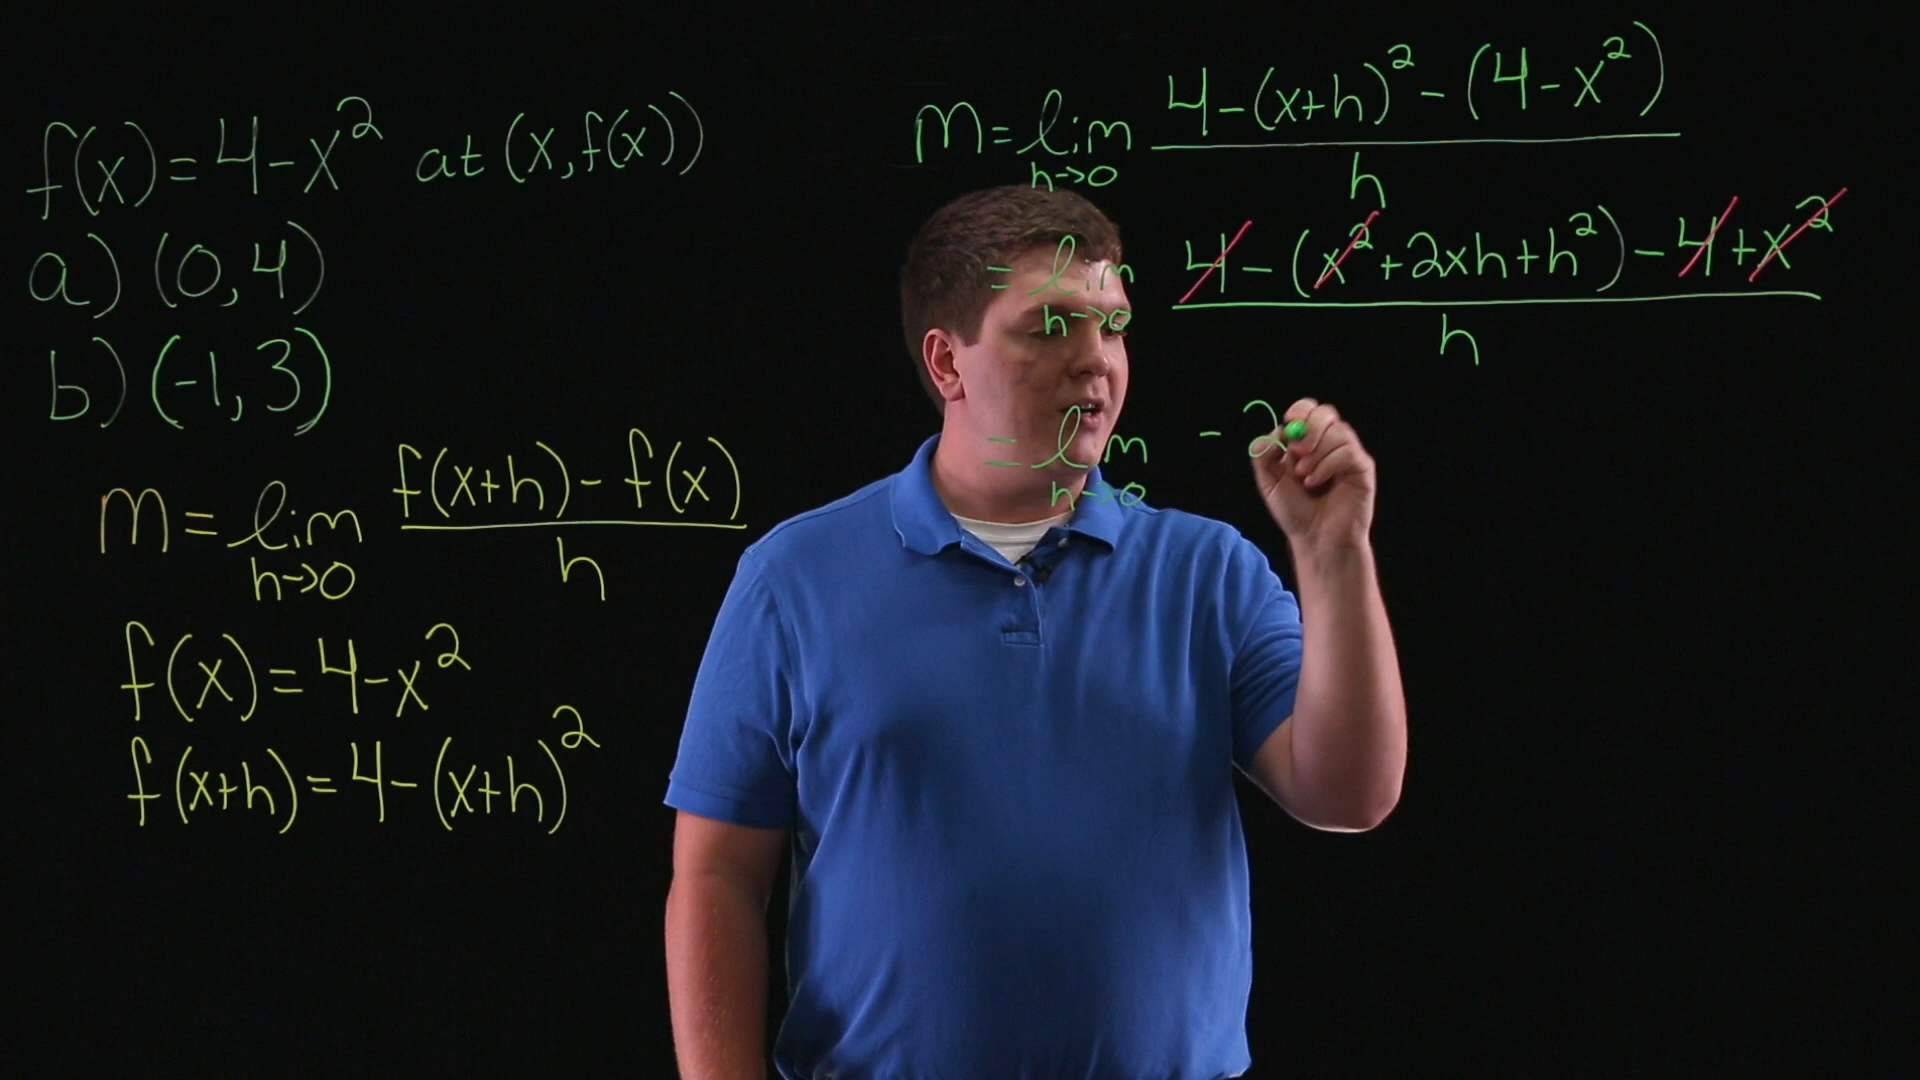 f(x) = 4 - x² at (x, f(x))
a) (0, 4)
b) (-1, 3)
m = lim h→0 f(x+h) - f(x) / h
f(x) = 4 - x²
f(x+h) = 4 - (x+h)²
m = lim h→0 4 - (x+h)² - (4 - x²) / h
= lim h→0 4 - (x² + 2xh + h²) - 4 + x² / h
= lim h→0 - 2